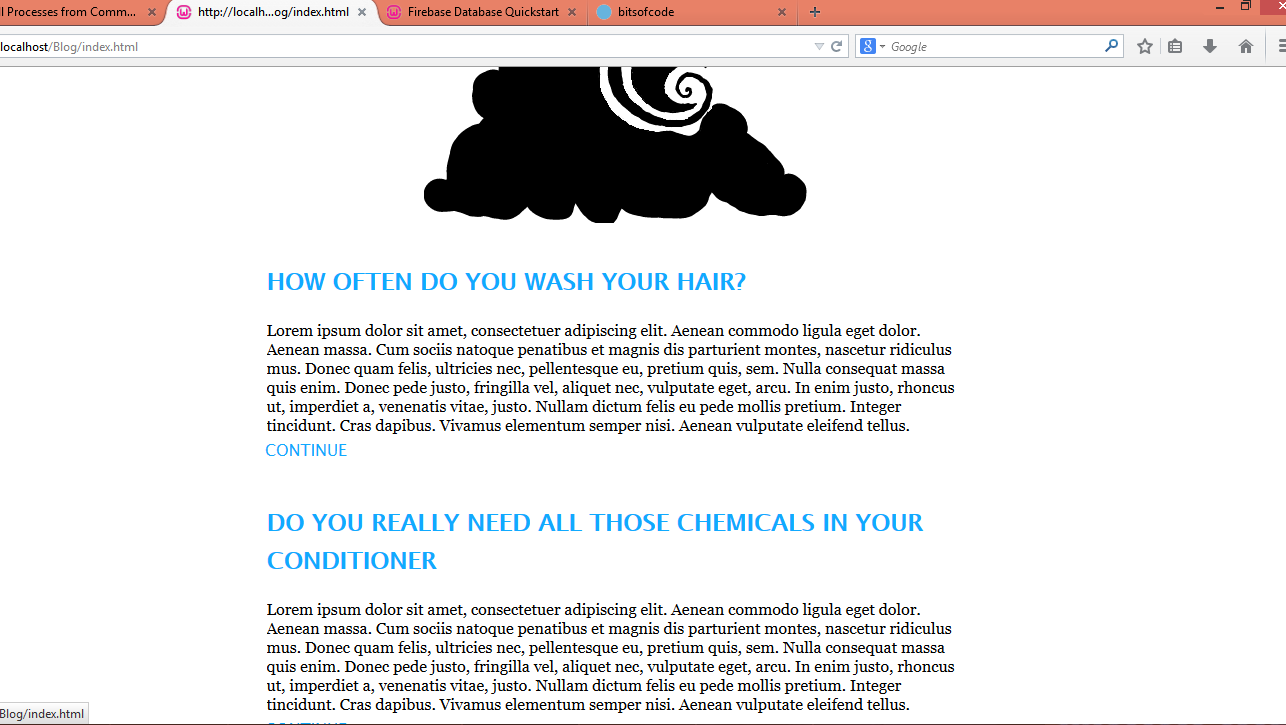 ll Processes from Comm...
http://localh...og/index.html
Firebase Database Quickstart
bitsofcode
localhost/Blog/index.html
Google
HOW OFTEN DO YOU WASH YOUR HAIR?
Lorem ipsum dolor sit amet, consectetuer adipiscing elit. Aenean commodo ligula eget dolor.
Aenean massa. Cum sociis natoque penatibus et magnis dis parturient montes, nascetur ridiculus
mus. Donec quam felis, ultricies nec, pellentesque eu, pretium quis, sem. Nulla consequat massa
quis enim. Donec pede justo, fringilla vel, aliquet nec, vulputate eget, arcu. In enim justo, rhoncus
ut, imperdiet a, venenatis vitae, justo. Nullam dictum felis eu pede mollis pretium. Integer
tincidunt. Cras dapibus. Vivamus elementum semper nisi. Aenean vulputate eleifend tellus.
CONTINUE
DO YOU REALLY NEED ALL THOSE CHEMICALS IN YOUR
CONDITIONER
Lorem ipsum dolor sit amet, consectetuer adipiscing elit. Aenean commodo ligula eget dolor.
Aenean massa. Cum sociis natoque penatibus et magnis dis parturient montes, nascetur ridiculus
mus. Donec quam felis, ultricies nec, pellentesque eu, pretium quis, sem. Nulla consequat massa
quis enim. Donec pede justo, fringilla vel, aliquet nec, vulputate eget, arcu. In enim justo, rhoncus
ut, imperdiet a, venenatis vitae, justo. Nullam dictum felis eu pede mollis pretium. Integer
tincidunt. Cras dapibus. Vivamus elementum semper nisi. Aenean vulputate eleifend tellus.
Blog/index.html